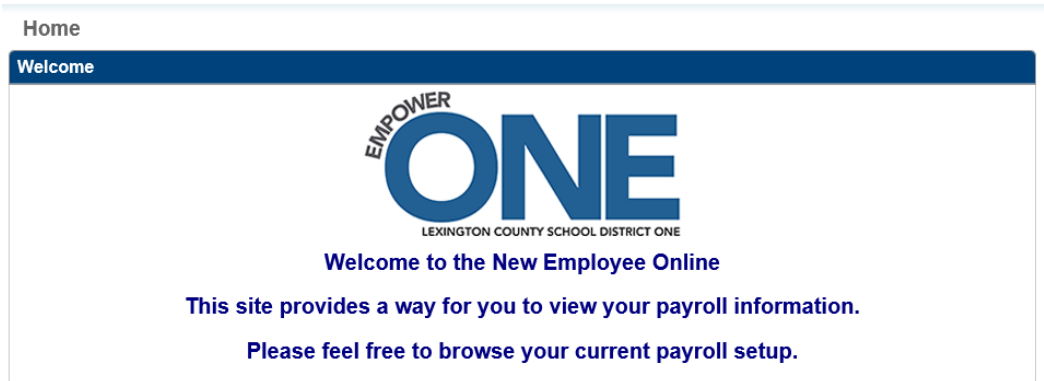 Home
Welcome
EMPOWER
ONE
LEXINGTON COUNTY SCHOOL DISTRICT ONE
Welcome to the New Employee Online
This site provides a way for you to view your payroll information.
Please feel free to browse your current payroll setup.